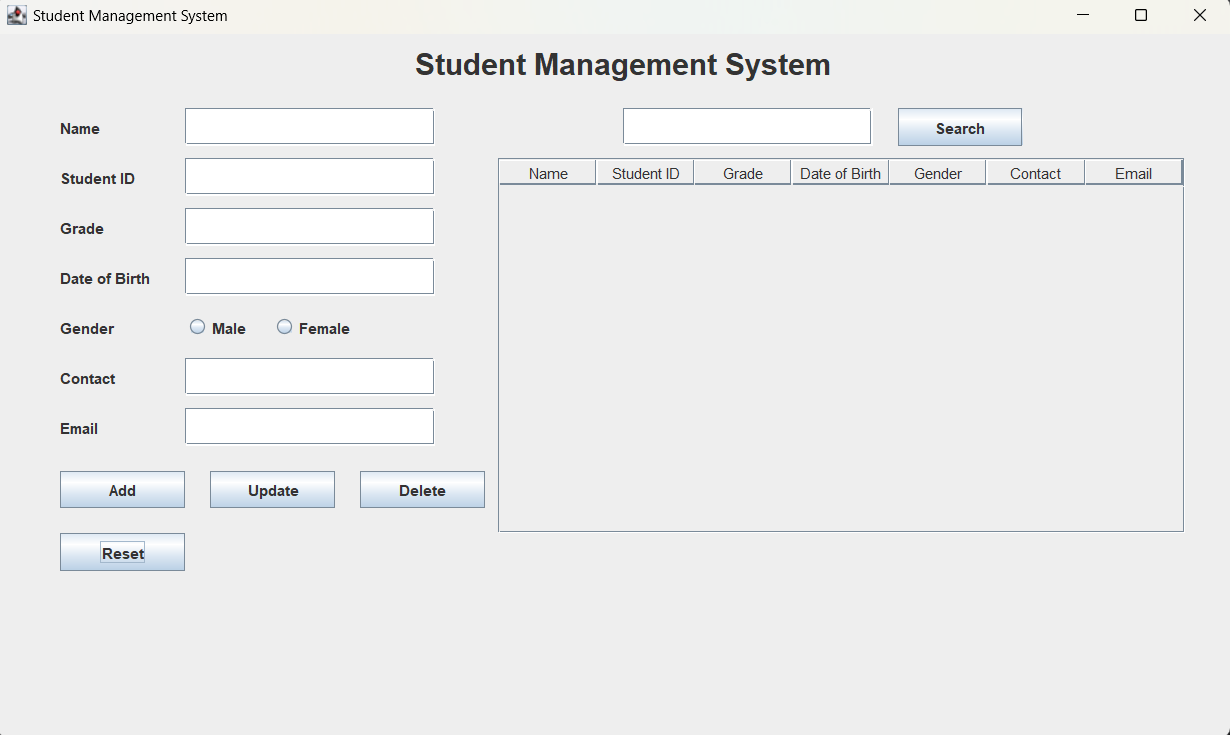 Student Management System
Student Management System
Name
Search
Name Student ID Grade Date of Birth Gender Contact Email
Student ID
Grade
Date of Birth
Gender Male Female
Contact
Email
Add Update Delete
Reset